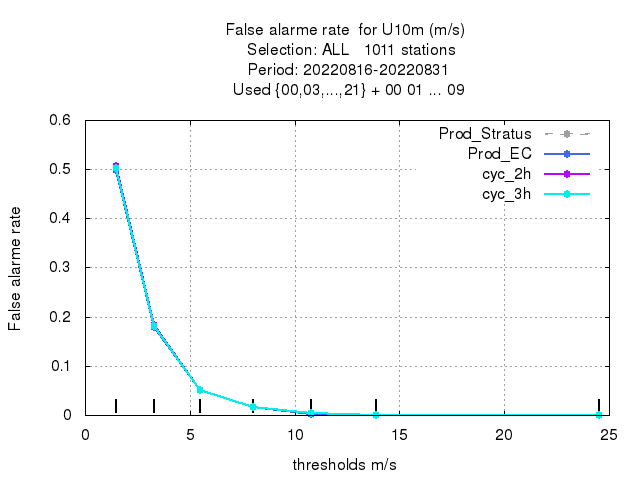 False alarme rate  for U10m (m/s)
Selection: ALL   1011 stations
Period: 20220816-20220831
Used {00,03,...,21} + 00 01 ... 09
Prod_Stratus
Prod_EC
cyc_2h
cyc_3h
False alarme rate
0.6
0.5
0.4
0.3
0.2
0.1
0
0 5 10 15 20 25
thresholds m/s